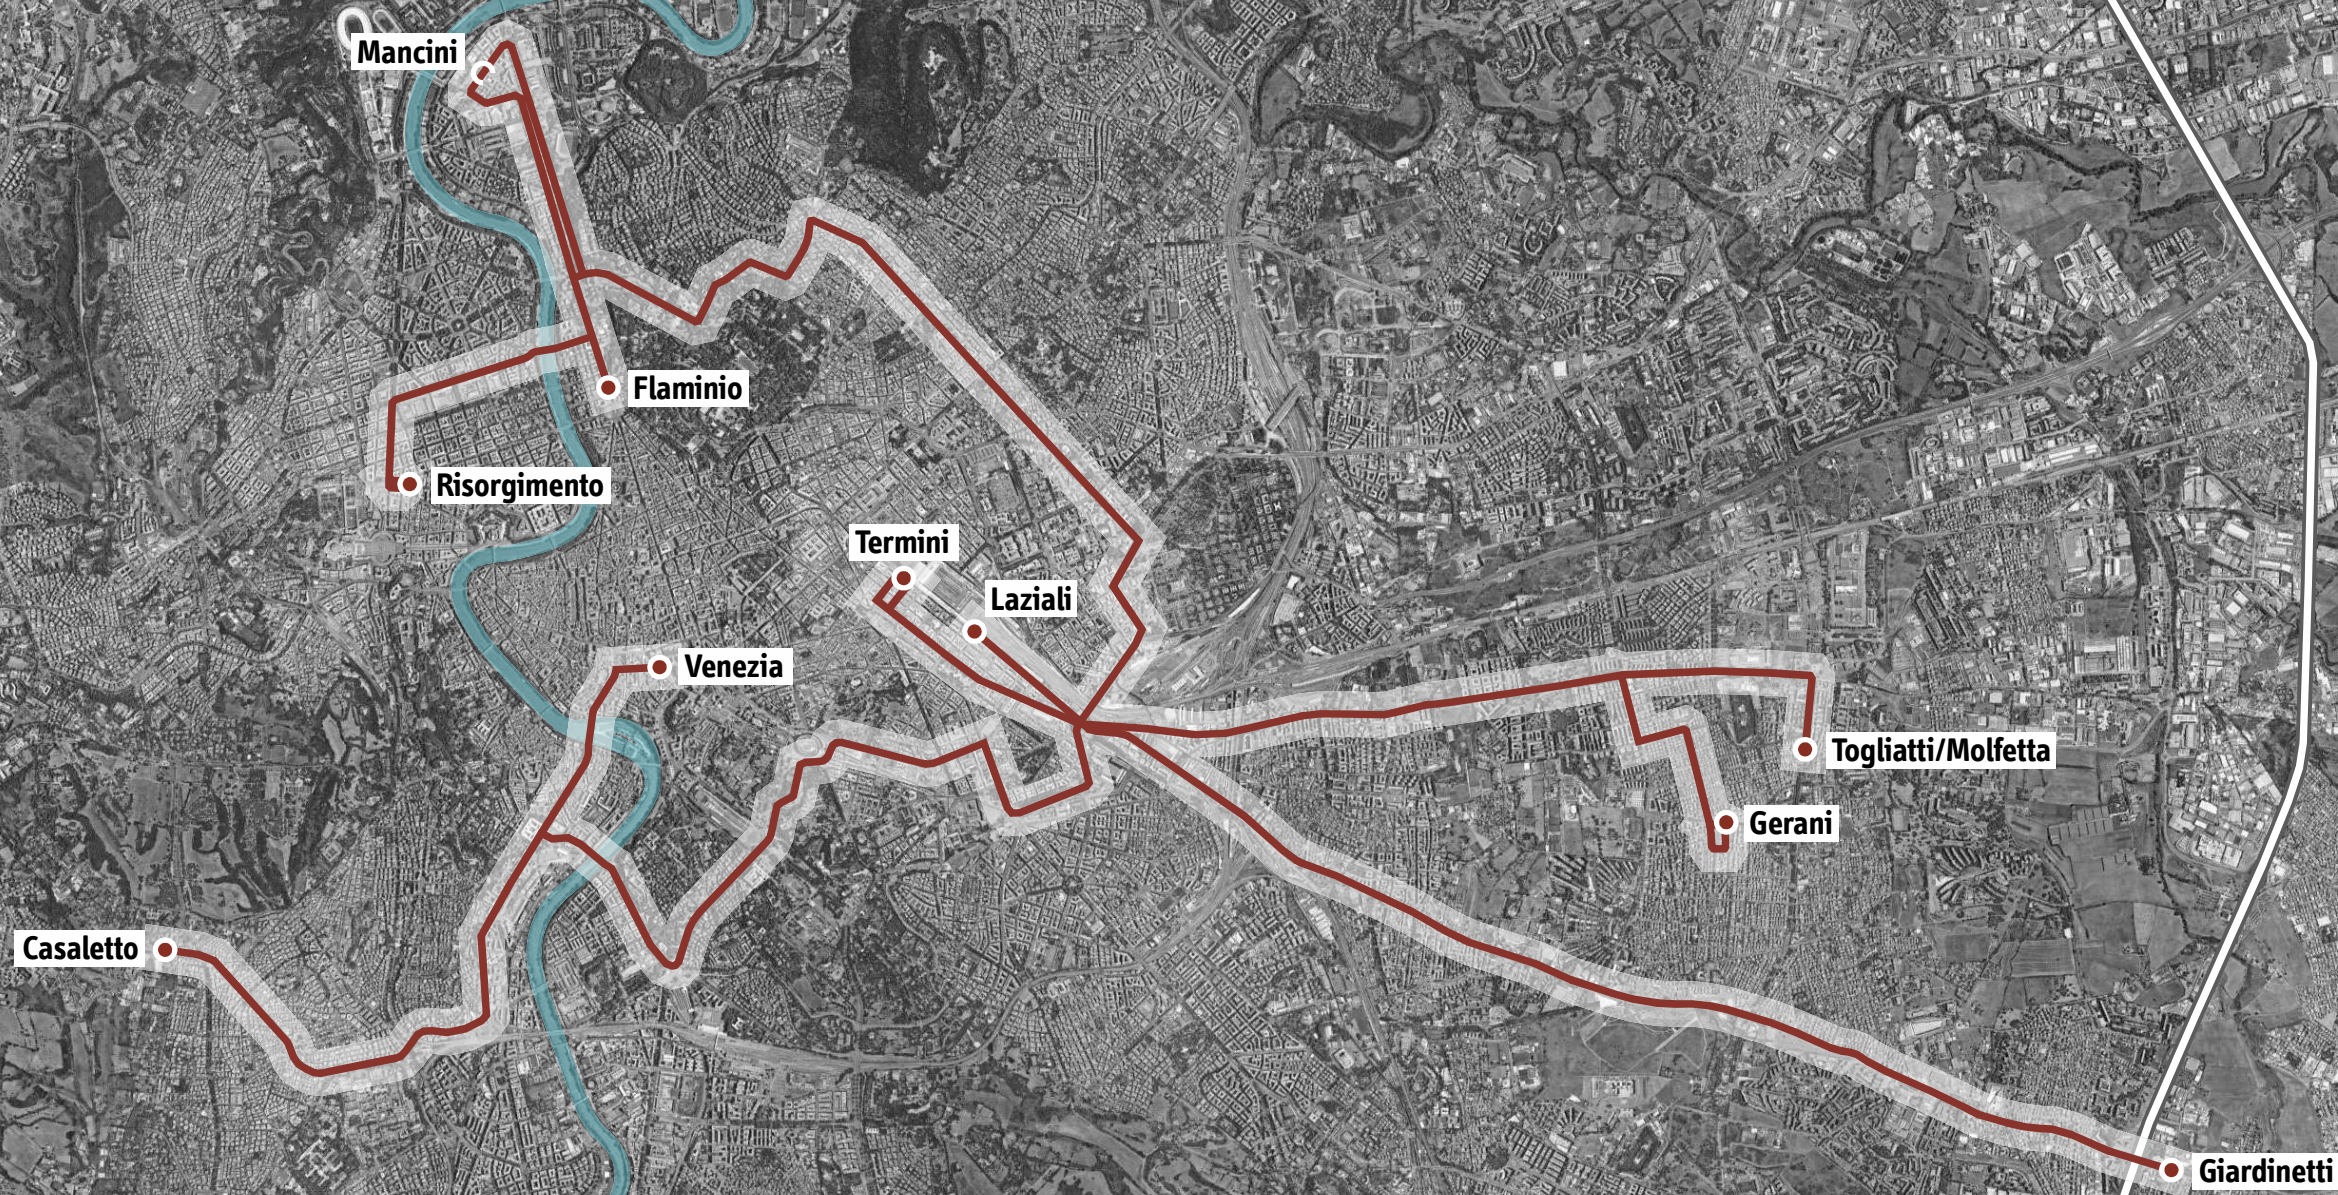 Mancini
Flaminio
Risorgimento
Termini
Laziali
Venezia
Togliatti/Molfetta
Gerani
Casaletto
Giardinetti